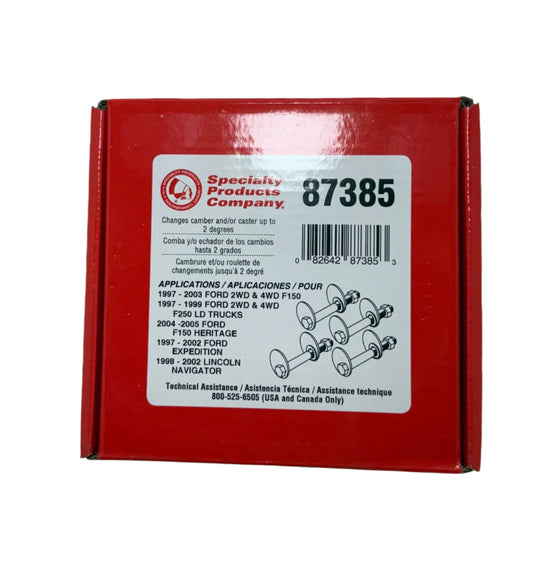 Specialty
Products
Company®
87385
Changes camber and/or caster up to
2 degrees
Comba y/o echador de los cambios
hasta 2 grados
Cambrure et/ou roulette de
changements jusqu'à 2 degré
0 82642 87385 3
APPLICATIONS / APLICACIONES / POUR
1997 - 2003 FORD 2WD & 4WD F150
1997 - 1999 FORD 2WD & 4WD
F250 LD TRUCKS
2004 -2005 FORD
F150 HERITAGE
1997 - 2002 FORD
EXPEDITION
1998 - 2002 LINCOLN
NAVIGATOR
Technical Assistance / Asistencia Técnica / Assistance technique
800-525-6505 (USA and Canada Only)